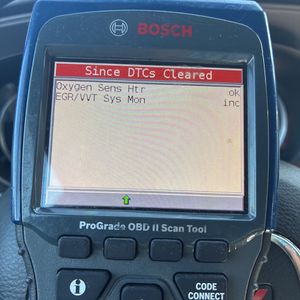 BOSCH
Since DTCs Cleared
Oxygen Sens Htr ok
EGR/VVT Sys Mon inc
ProGrade OBD II Scan Tool
i
CODE
CONNECT